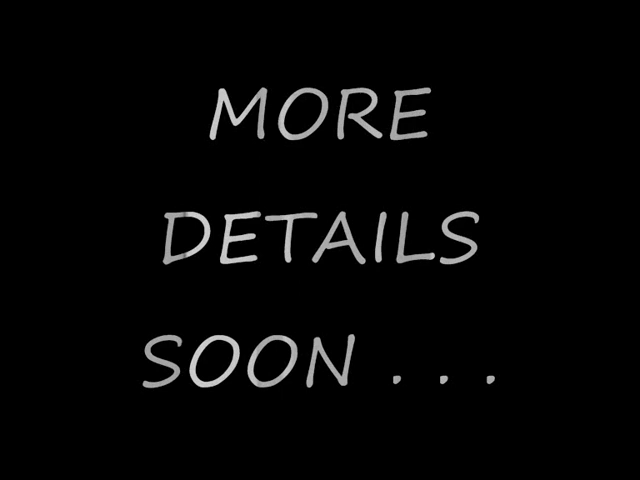 MORE
DETAILS
SOON . . .